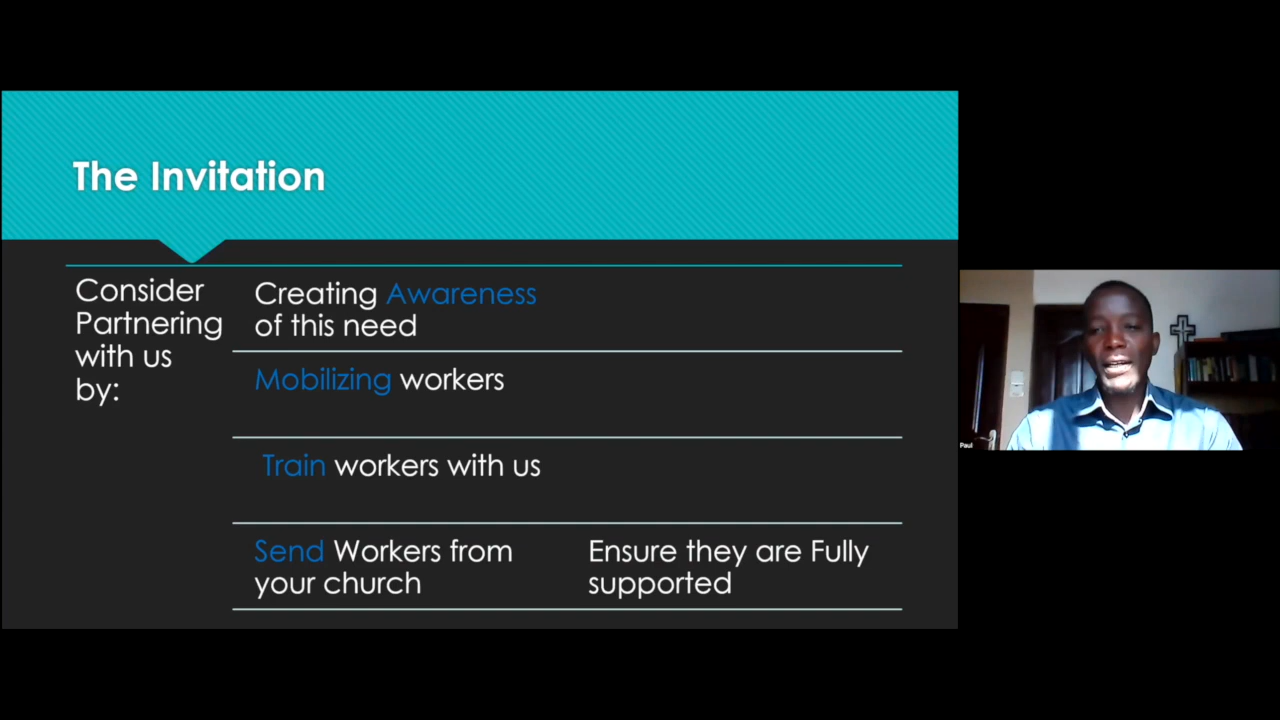 The Invitation
Consider
Partnering
with us
by:
Creating Awareness
of this need
Mobilizing workers
Train workers with us
Send Workers from
your church
Ensure they are Fully
supported
Paul